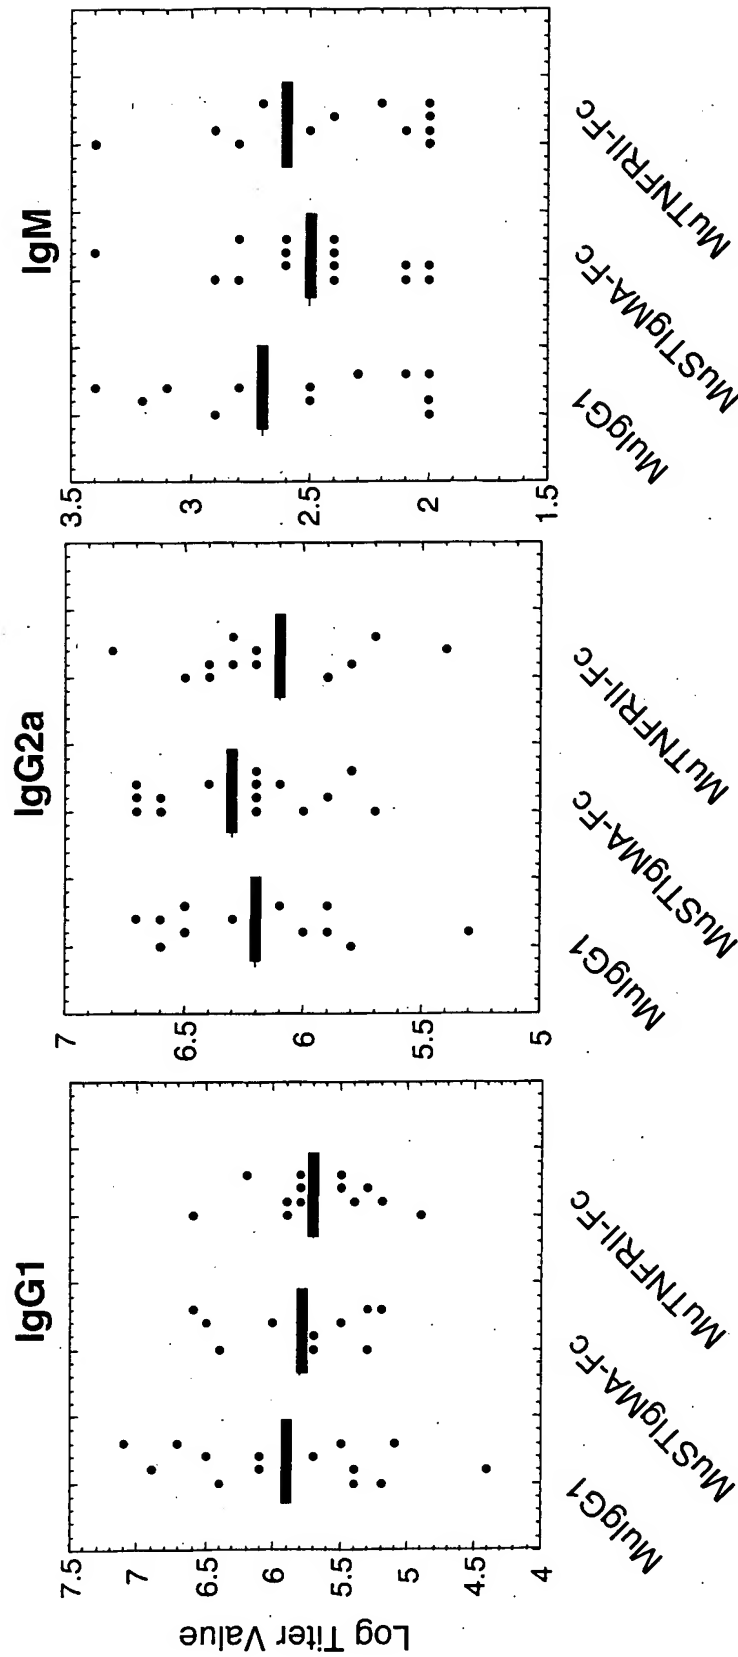 IgG1
Log Titer Value
7.5
7
6.5
6
5.5
5
4.5
4
MuIgG1
MuSTIgMA-Fc
MuTNFRII-Fc
IgG2a
7
6.5
6
5.5
5
MuIgG1
MuSTIgMA-Fc
MuTNFRII-Fc
IgM
3.5
3
2.5
2
1.5
MuIgG1
MuSTIgMA-Fc
MuTNFRII-Fc